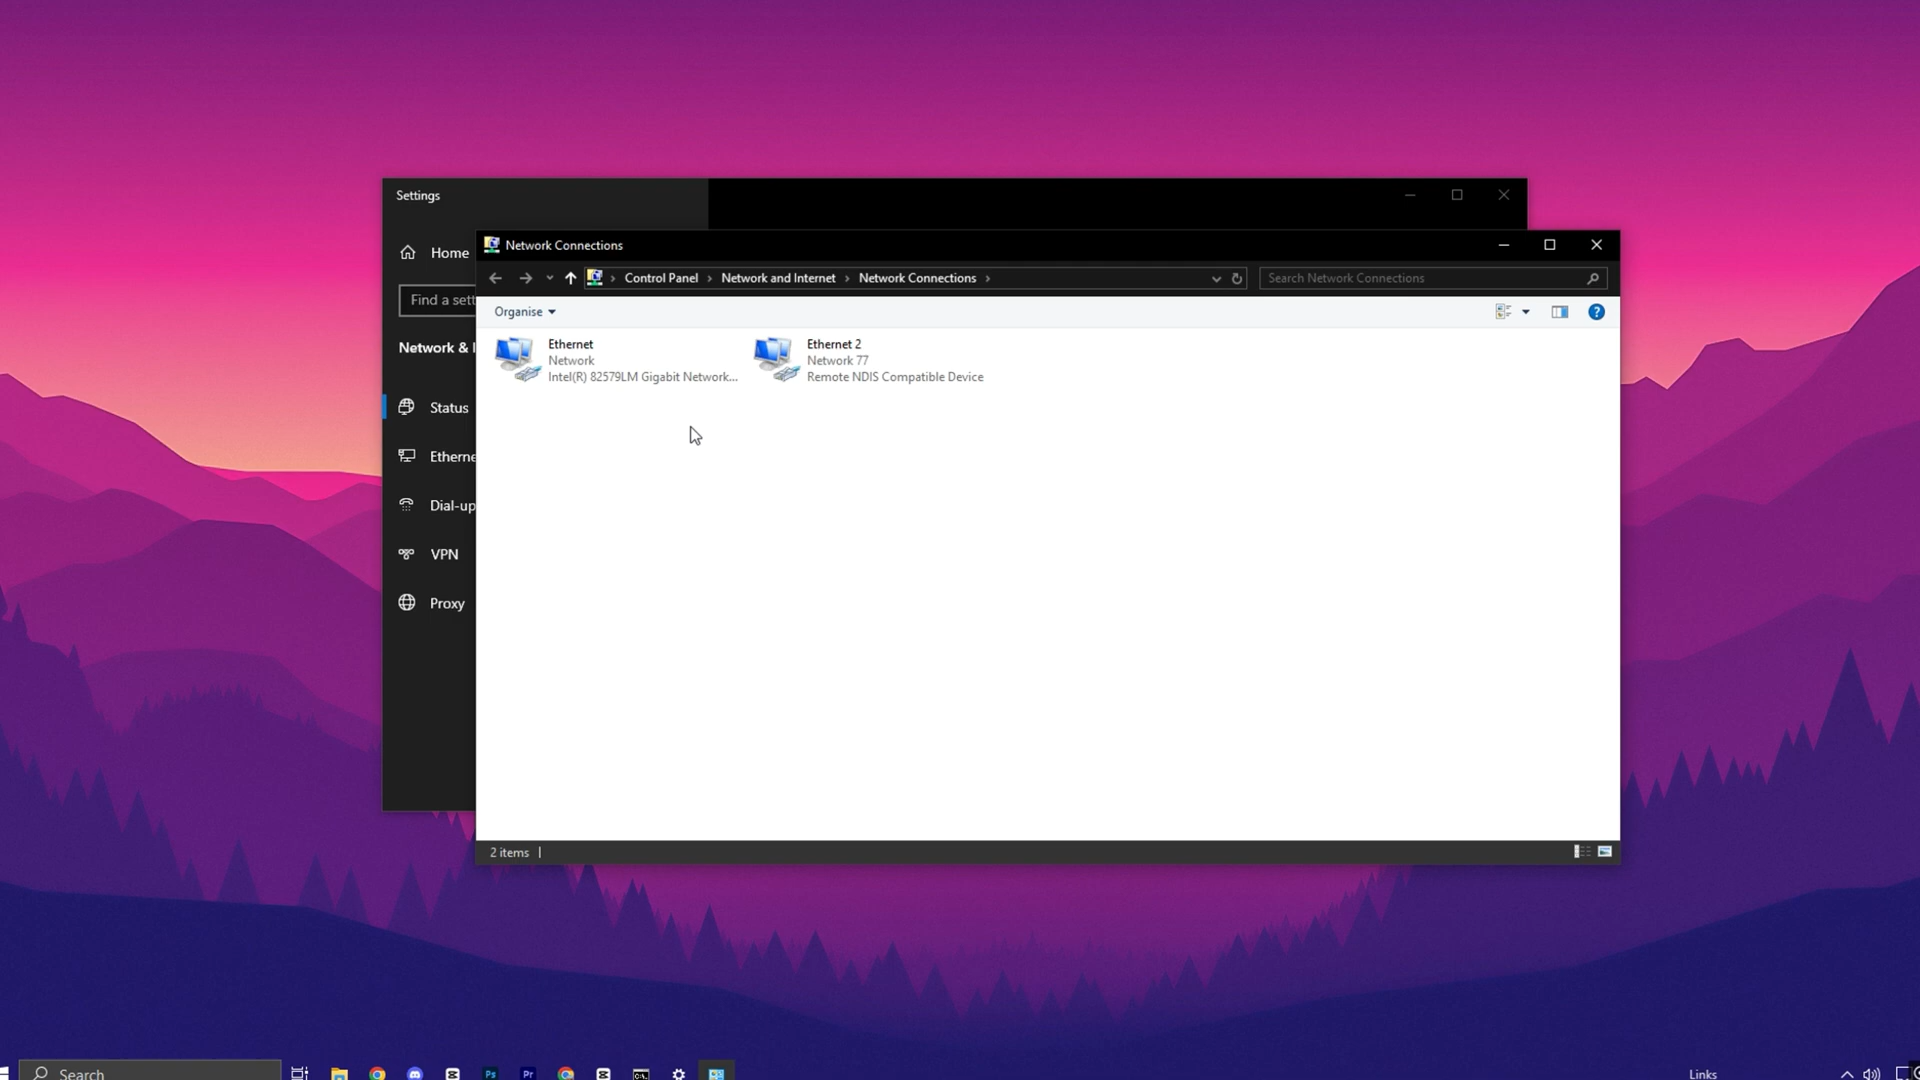 Settings
Home
Find a sett
Network & I
Status
Etherne
Dial-up
VPN
Proxy
Network Connections
Control Panel > Network and Internet > Network Connections >
Search Network Connections
Organise
?
Ethernet
Network
Intel(R) 82579LM Gigabit Network...
Ethernet 2
Network 77
Remote NDIS Compatible Device
2 items
Search
Ps
Pr
C:\
Links